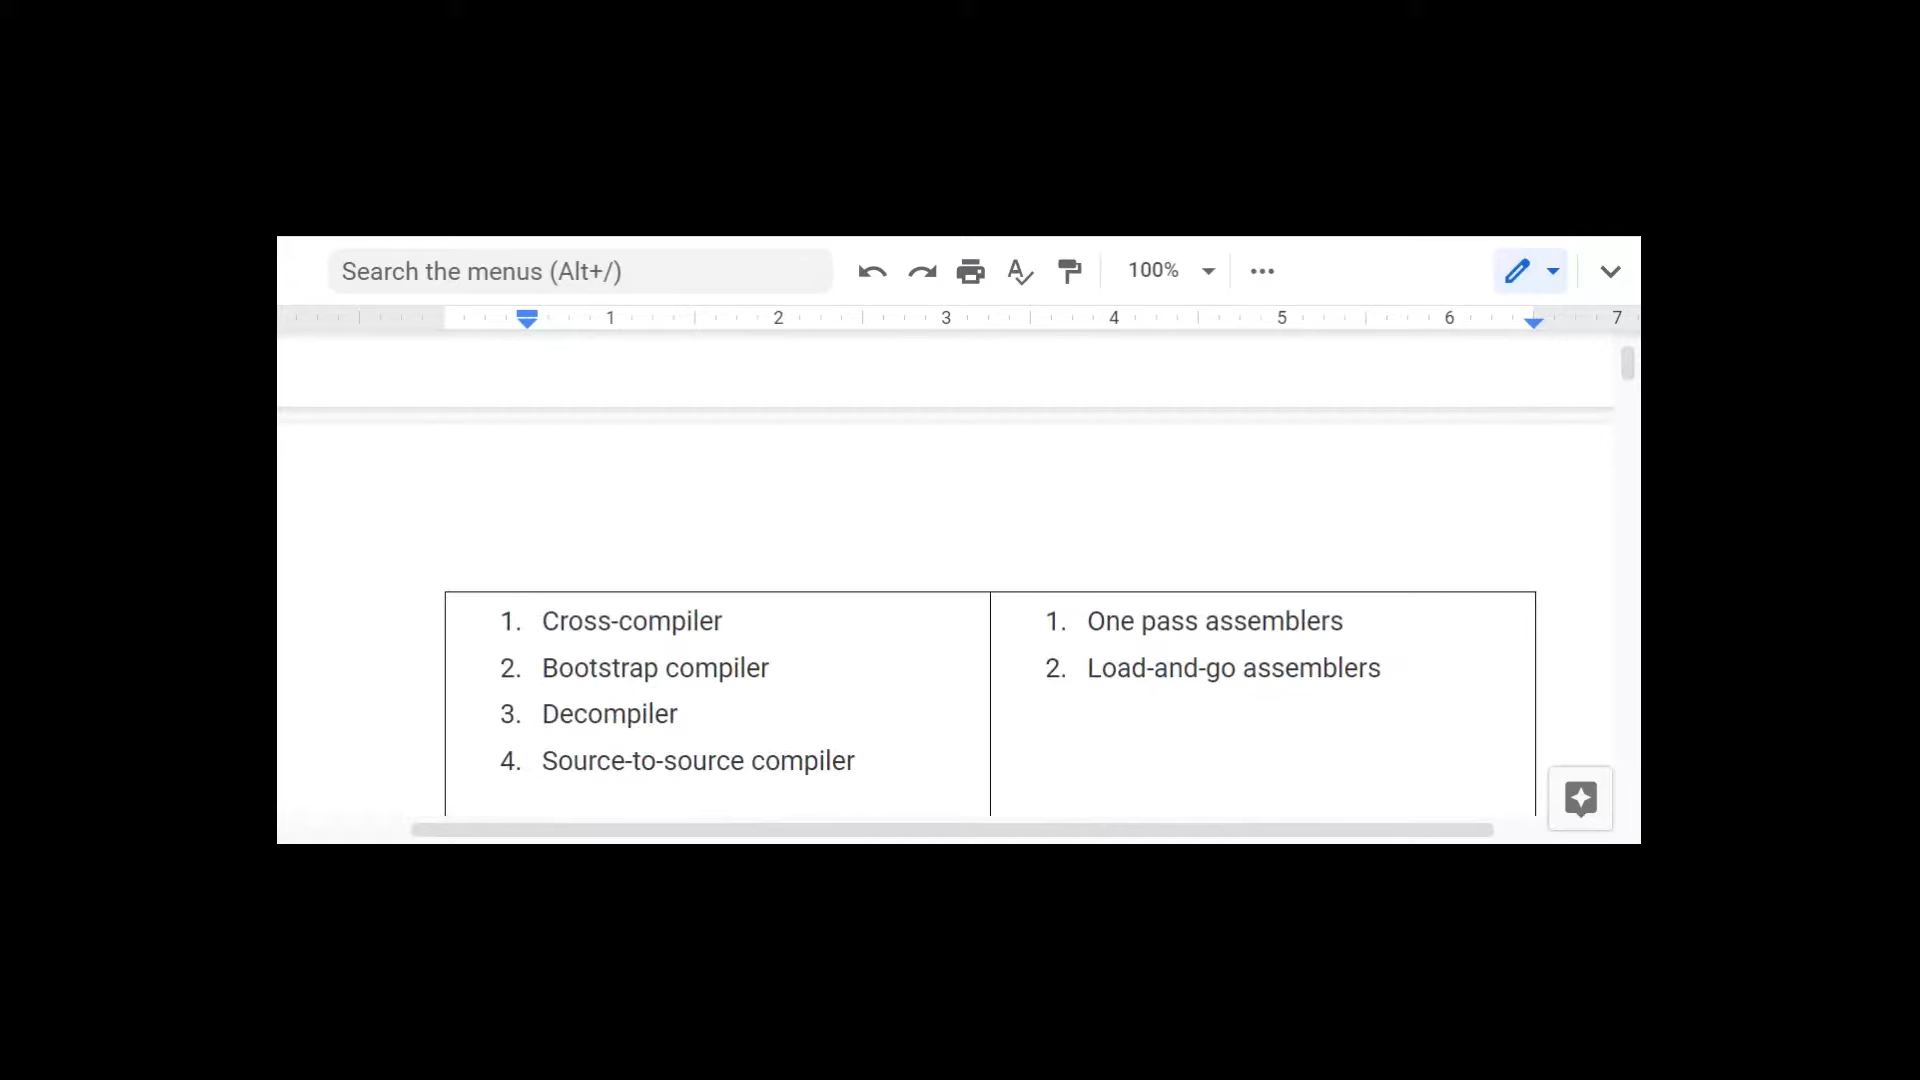 Search the menus (Alt+/)
100%
1 2 3 4 5 6 7
1. Cross-compiler
2. Bootstrap compiler
3. Decompiler
4. Source-to-source compiler
1. One pass assemblers
2. Load-and-go assemblers